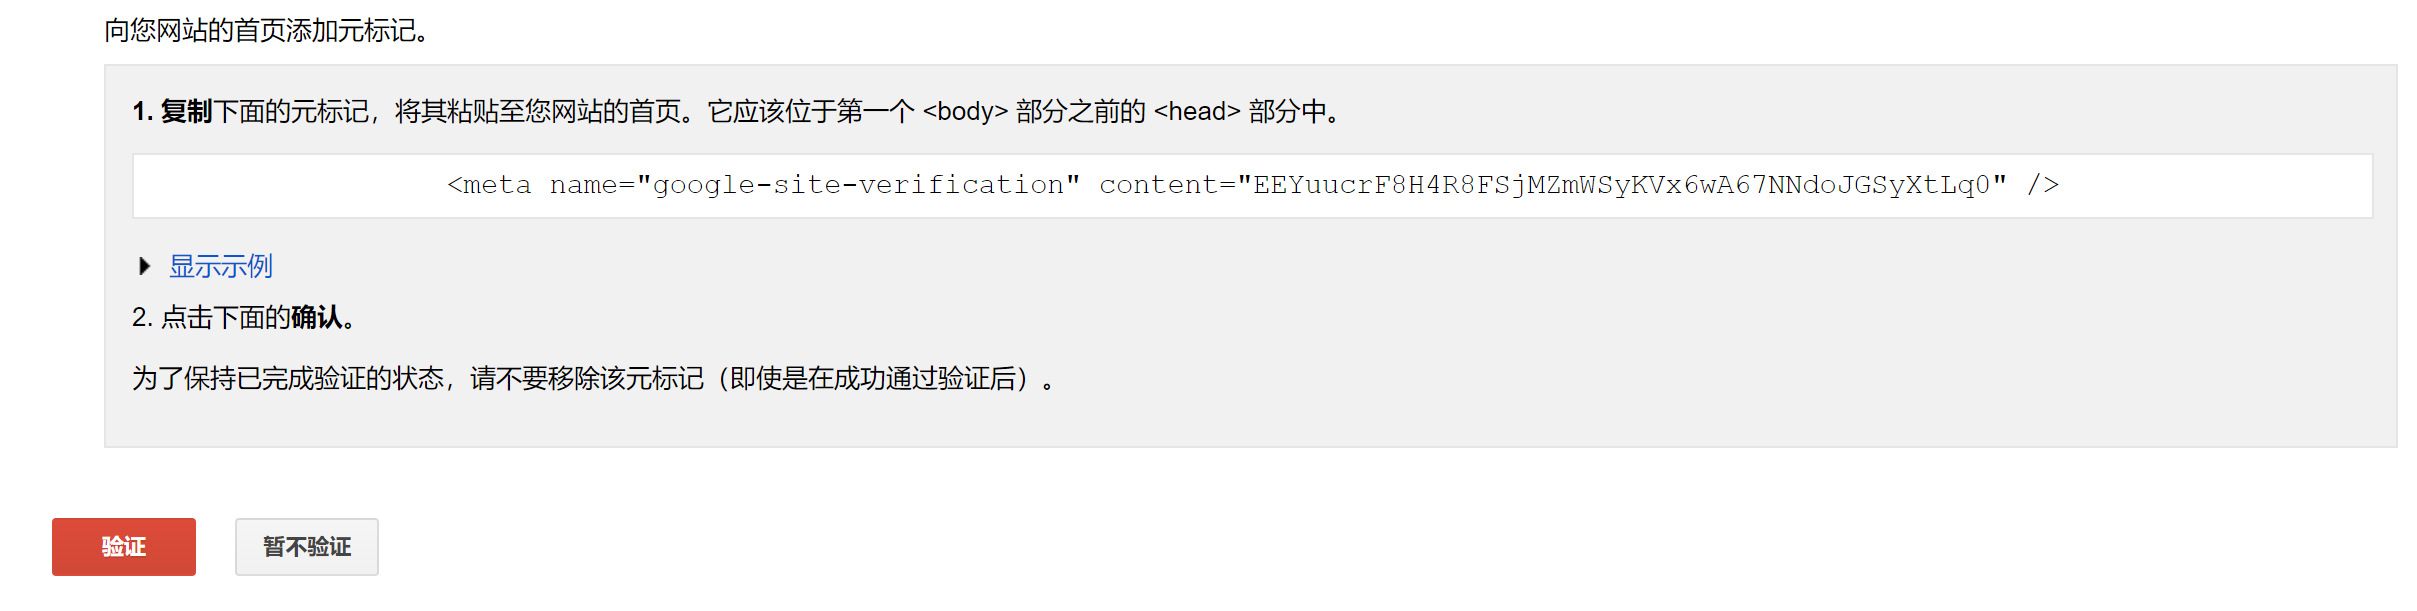 向您网站的首页添加元标记。
1. 复制下面的元标记，将其粘贴至您网站的首页。它应该位于第一个 <body> 部分之前的 <head> 部分中。
<meta name="google-site-verification" content="EEYuucrF8H4R8FSjMZmWSyKVx6wA67NNdoJGSyXtLq0" />
显示示例
2. 点击下面的确认。
为了保持已完成验证的状态，请不要移除该元标记（即使是在成功通过验证后）。
验证
暂不验证